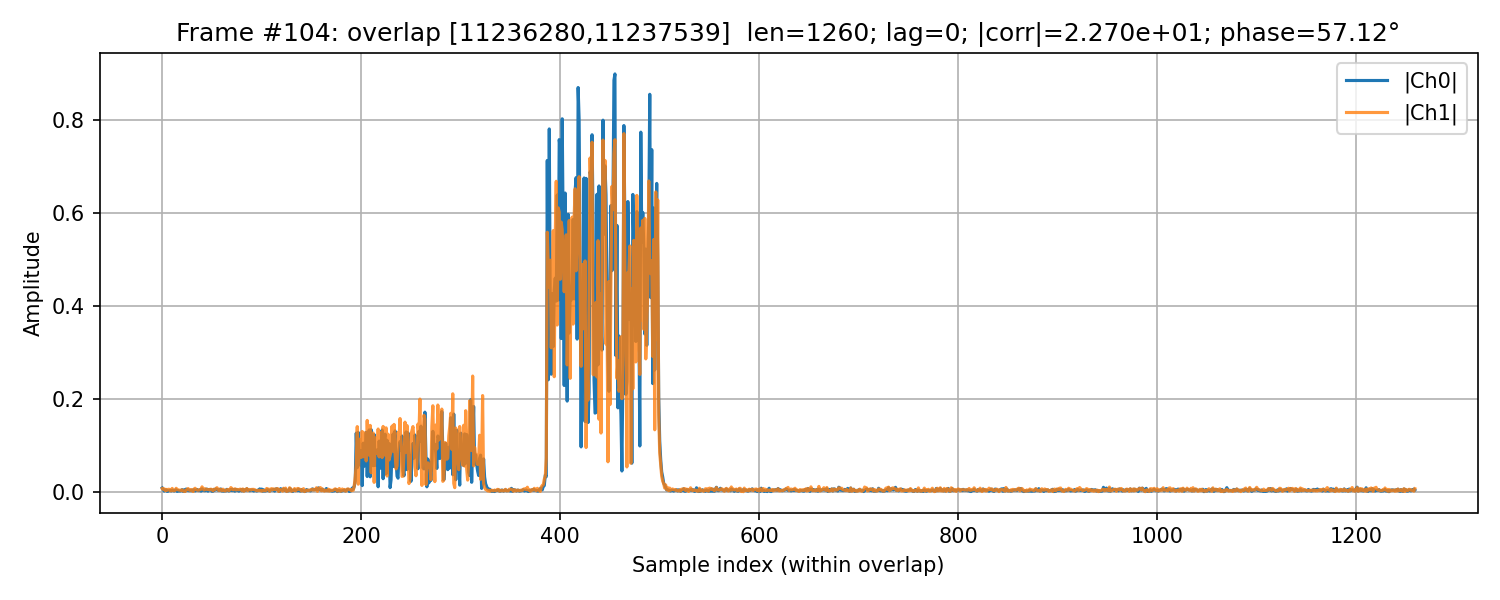 Frame #104: overlap [11236280,11237539]  len=1260; lag=0; |corr|=2.270e+01; phase=57.12°
|Ch0|
|Ch1|
Amplitude
0.8
0.6
0.4
0.2
0.0
0 200 400 600 800 1000 1200
Sample index (within overlap)